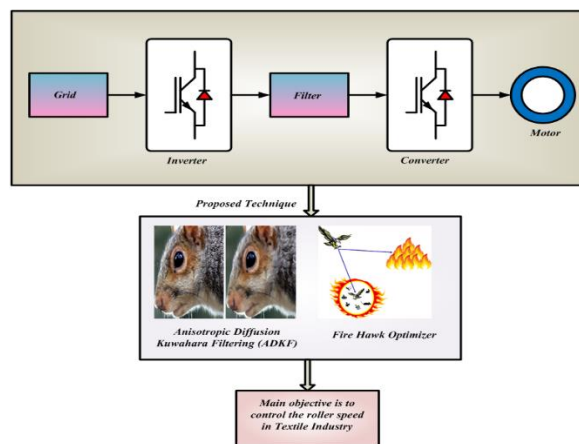 Grid
Inverter
Filter
Converter
Motor
Proposed Technique
Anisotropic Diffusion
Kuwahara Filtering (ADKF)
Fire Hawk Optimizer
Main objective is to
control the roller speed
in Textile Industry